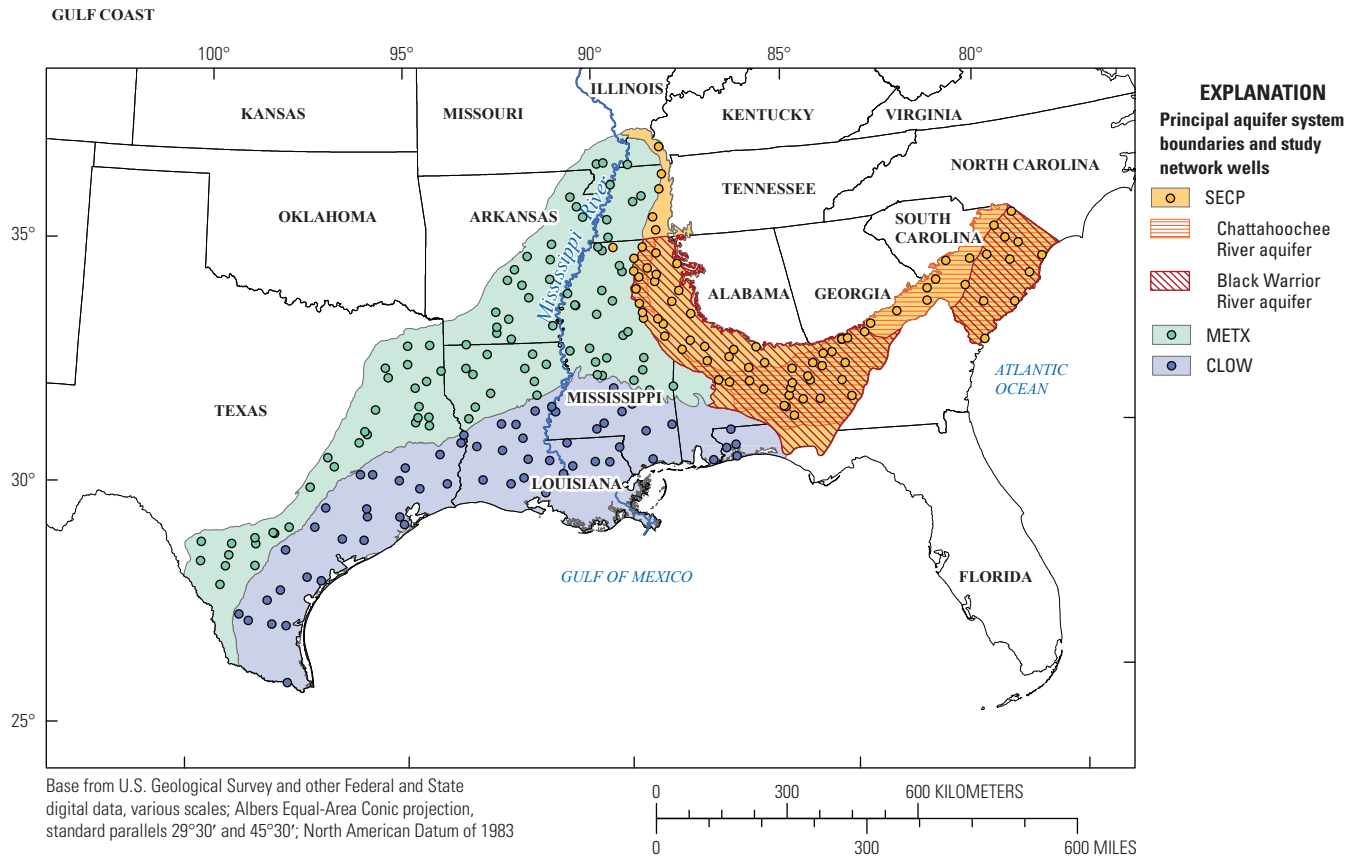 GULF COAST
100°
95°
90°
85°
80°
ILLINOIS
KANSAS
MISSOURI
KENTUCKY
VIRGINIA
NORTH CAROLINA
TENNESSEE
OKLAHOMA
ARKANSAS
SOUTH
CAROLINA
35°
Mississippi River
ALABAMA
GEORGIA
ATLANTIC
OCEAN
TEXAS
MISSISSIPPI
30°
LOUISIANA
GULF OF MEXICO
FLORIDA
25°
EXPLANATION
Principal aquifer system
boundaries and study
network wells
SECP
Chattahoochee
River aquifer
Black Warrior
River aquifer
METX
CLOW
Base from U.S. Geological Survey and other Federal and State
digital data, various scales; Albers Equal-Area Conic projection,
standard parallels 29°30′ and 45°30′; North American Datum of 1983
0 300 600 KILOMETERS
0 300 600 MILES